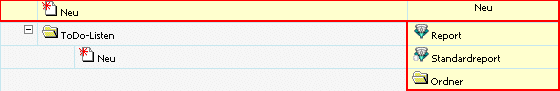 Neu Neu
ToDo-Listen Report
Neu Standardreport
Ordner